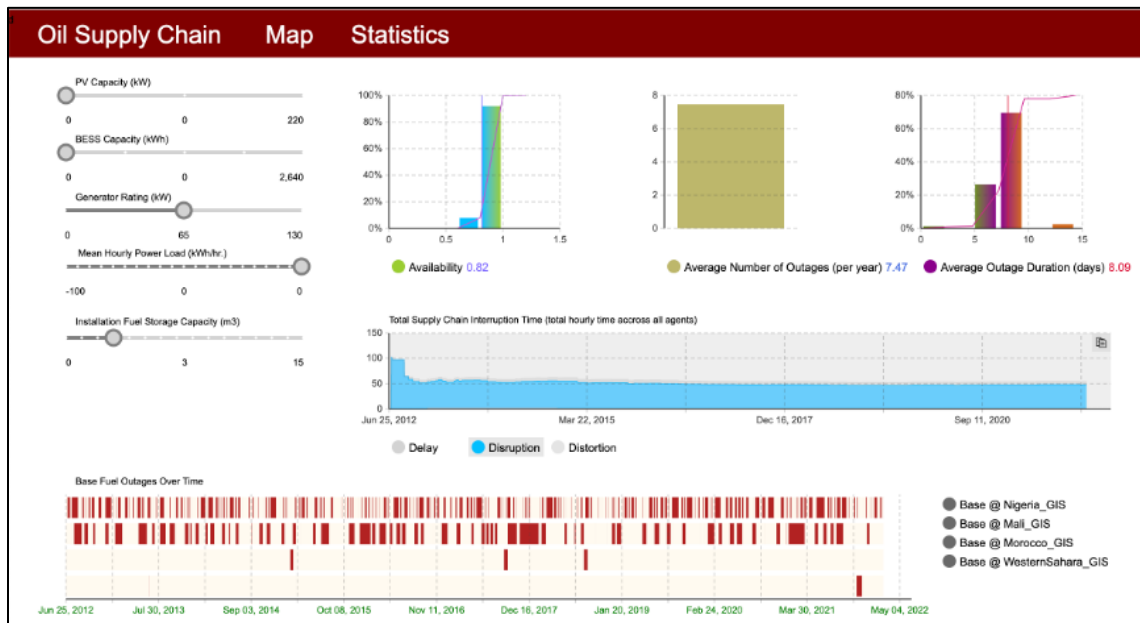 Oil Supply Chain Map Statistics
PV Capacity (kW)
0 0 220
BESS Capacity (kWh)
0 0 2,640
Generator Rating (kW)
0 65 130
Mean Hourly Power Load (kWh/hr.)
-100 0 0
Installation Fuel Storage Capacity (m3)
0 3 15
100%
80%
60%
40%
20%
0%
0 0.5 1 1.5
Availability 0.82
8
6
4
2
0
Average Number of Outages (per year) 7.47
80%
60%
40%
20%
0%
0 5 10 15
Average Outage Duration (days) 8.09
Total Supply Chain Interruption Time (total hourly time accross all agents)
150
100
50
0
Jun 25, 2012 Mar 22, 2015 Dec 16, 2017 Sep 11, 2020
Delay Disruption Distortion
Base Fuel Outages Over Time
Base @ Nigeria_GIS
Base @ Mali_GIS
Base @ Morocco_GIS
Base @ WesternSahara_GIS
Jun 25, 2012 Jul 30, 2013 Sep 03, 2014 Oct 08, 2015 Nov 11, 2016 Dec 16, 2017 Jan 20, 2019 Feb 24, 2020 Mar 30, 2021 May 04, 2022